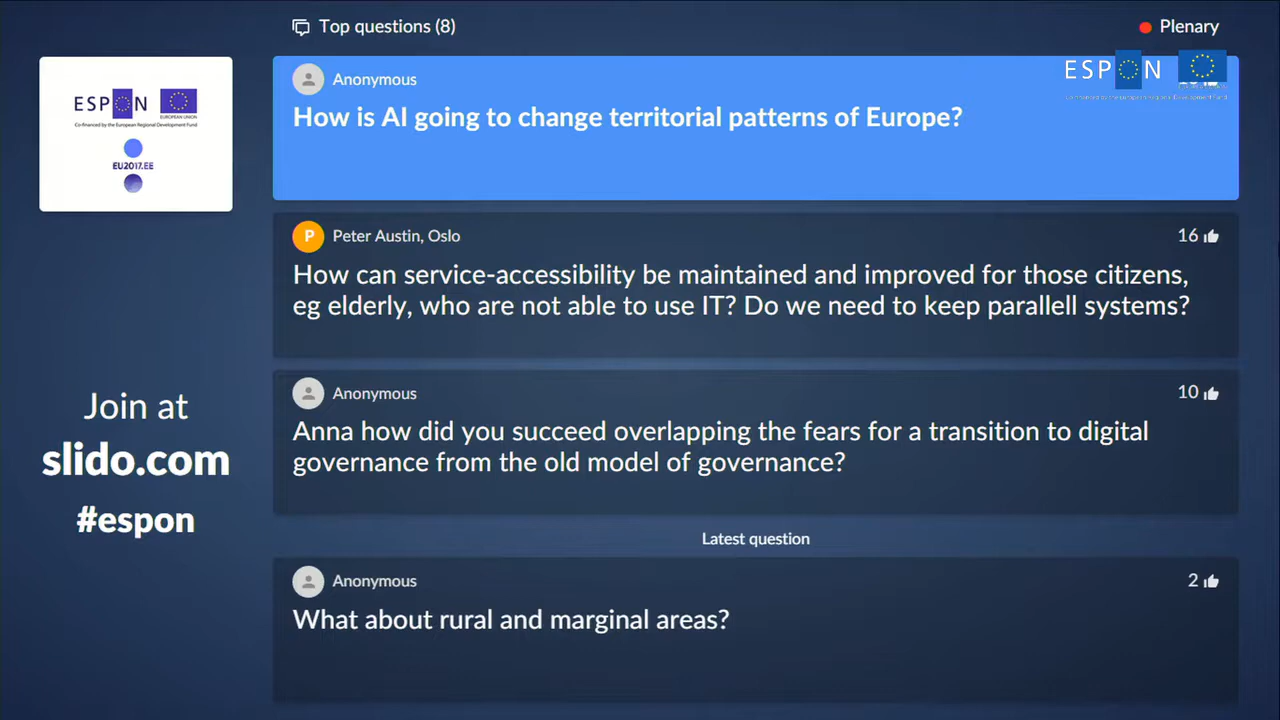 Top questions (8)
Plenary
ESPON
EUROPEAN UNION
Co-financed by the European Regional Development Fund
EU2017.EE
Join at
slido.com
#espon
Anonymous
ESPON
How is AI going to change territorial patterns of Europe?
Peter Austin, Oslo
16
How can service-accessibility be maintained and improved for those citizens,
eg elderly, who are not able to use IT? Do we need to keep parallell systems?
Anonymous
10
Anna how did you succeed overlapping the fears for a transition to digital
governance from the old model of governance?
Latest question
Anonymous
2
What about rural and marginal areas?